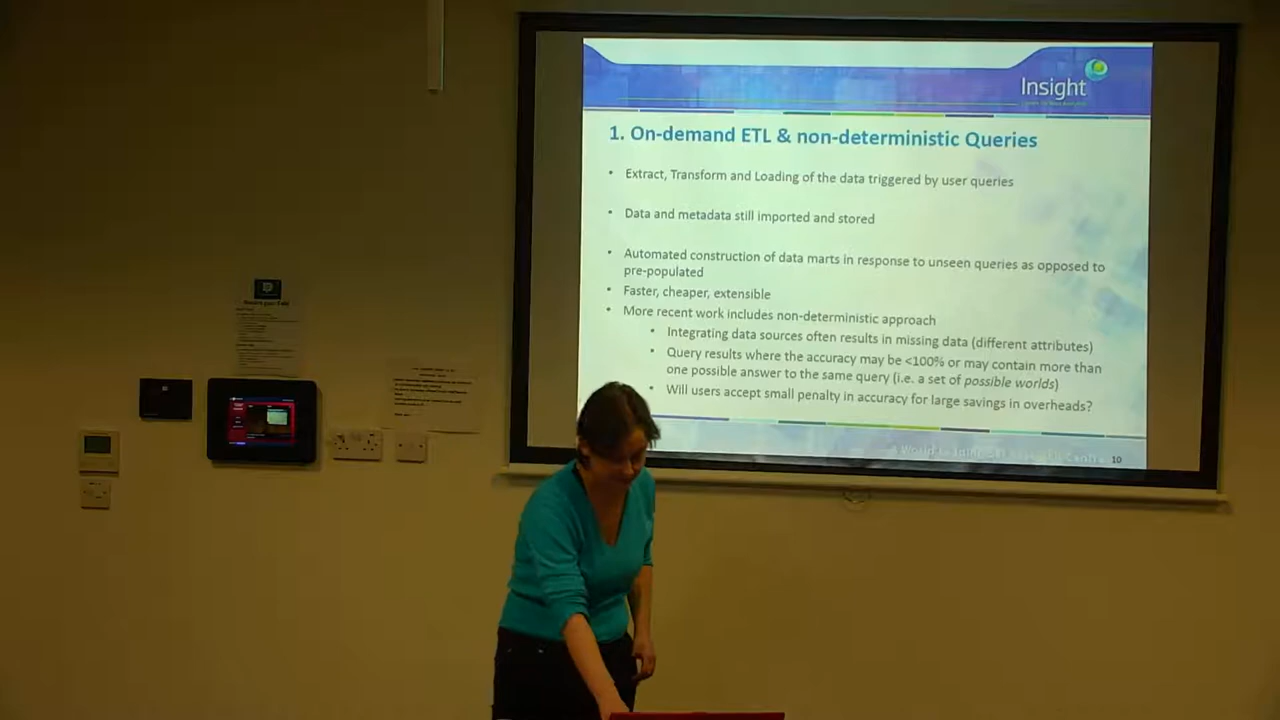 Insight
1. On-demand ETL & non-deterministic Queries
• Extract, Transform and Loading of the data triggered by user queries
• Data and metadata still imported and stored
• Automated construction of data marts in response to unseen queries as opposed to
pre-populated
• Faster, cheaper, extensible
• More recent work includes non-deterministic approach
• Integrating data sources often results in missing data (different attributes)
• Query results where the accuracy may be <100% or may contain more than
one possible answer to the same query (i.e. a set of possible worlds)
• Will users accept small penalty in accuracy for large savings in overheads?
10